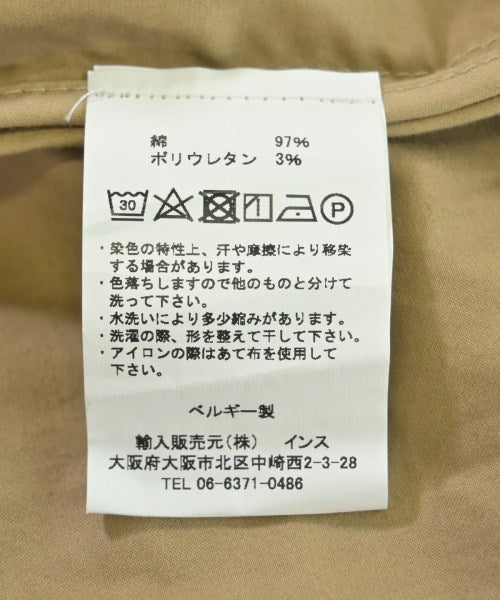 綿 97%
ポリウレタン 3%
30 P
・染色の特性上、汗や摩擦により移染
する場合があります。
・色落ちしますので他のものと分けて
洗って下さい。
・水洗いにより多少縮みがあります。
・洗濯の際、形を整えて干して下さい。
・アイロンの際はあて布を使用して
下さい。
ベルギー製
輸入販売元(株) インス
大阪府大阪市北区中崎西2-3-28
TEL 06-6371-0486